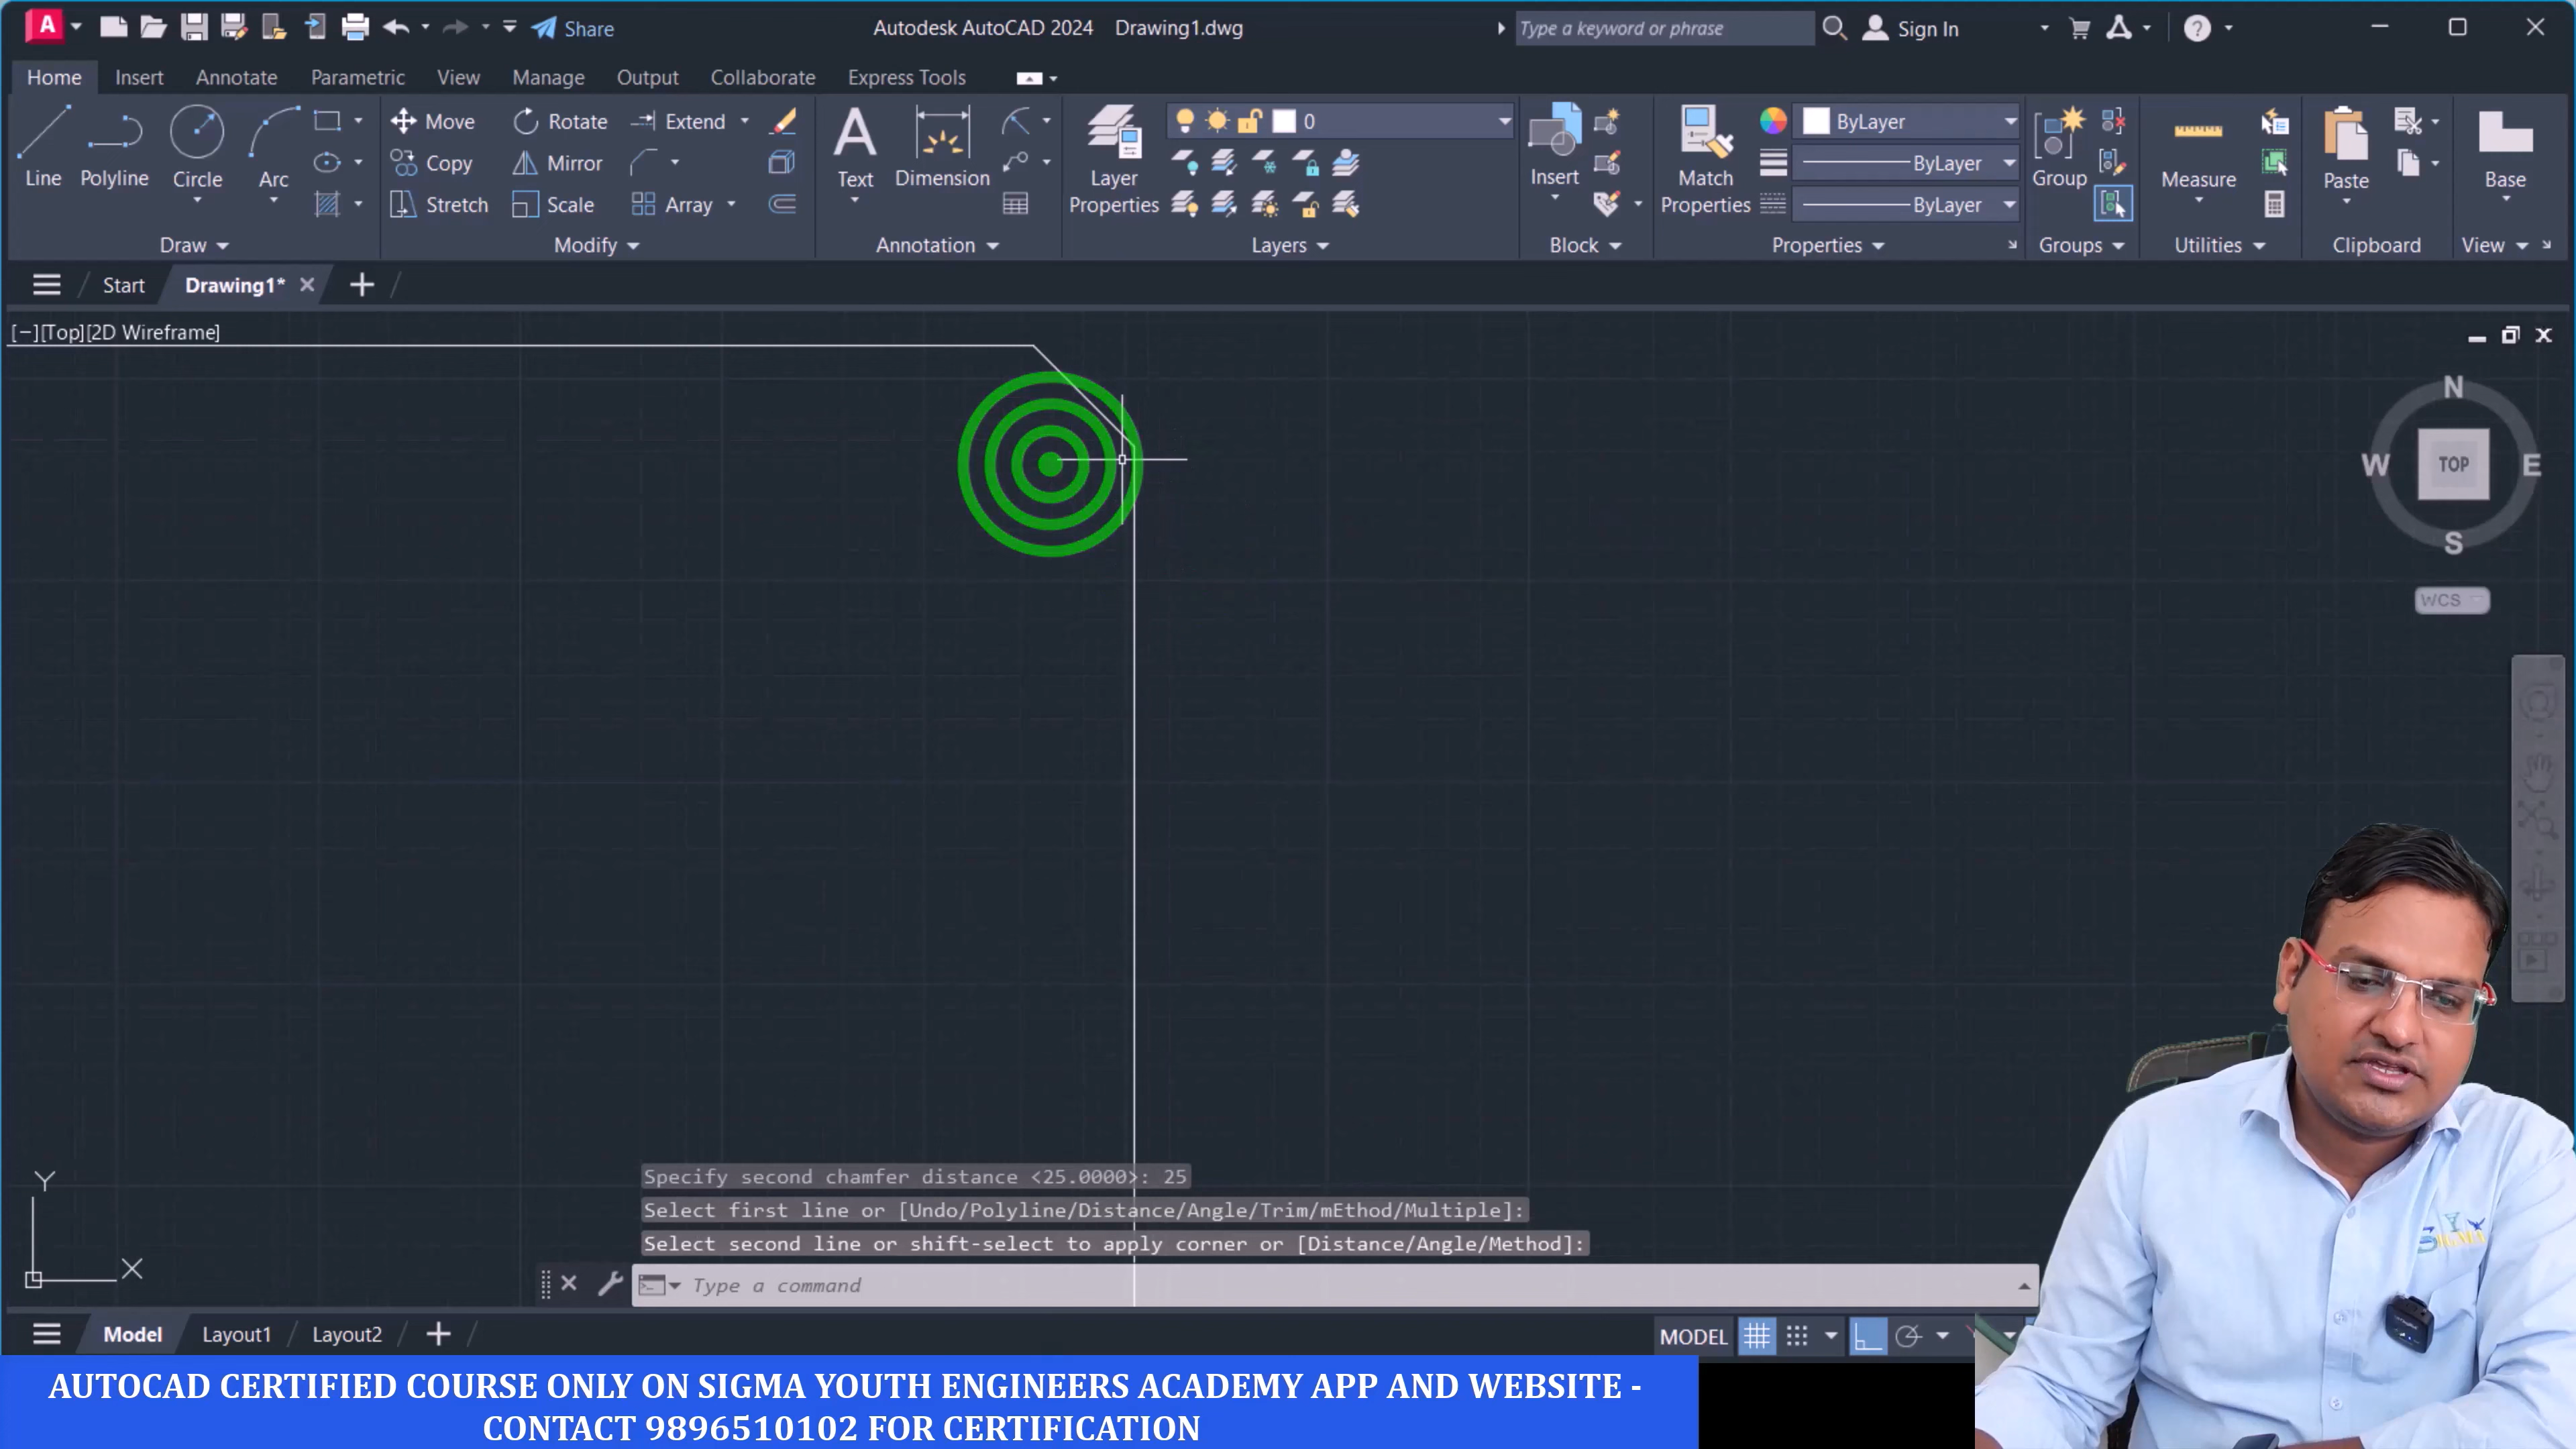 A
Share
Autodesk AutoCAD 2024 Drawing1.dwg
Type a keyword or phrase
Sign In
?
Home Insert Annotate Parametric View Manage Output Collaborate Express Tools
Line Polyline Circle Arc
Move Rotate Extend
Copy Mirror
Stretch Scale Array
A Text Dimension
Layer Properties
0
Insert
Match Properties
ByLayer
ByLayer
ByLayer
Group
Measure
Paste
Base
Draw Modify Annotation Layers Block Properties Groups Utilities Clipboard View
Start Drawing1*
[−][Top][2D Wireframe]
N
W TOP E
S
WCS
Y
X
Specify second chamfer distance <25.0000>: 25
Select first line or [Undo/Polyline/Distance/Angle/Trim/mEthod/Multiple]:
Select second line or shift-select to apply corner or [Distance/Angle/Method]:
Type a command
Model Layout1 Layout2
MODEL
AUTOCAD CERTIFIED COURSE ONLY ON SIGMA YOUTH ENGINEERS ACADEMY APP AND WEBSITE -
CONTACT 9896510102 FOR CERTIFICATION